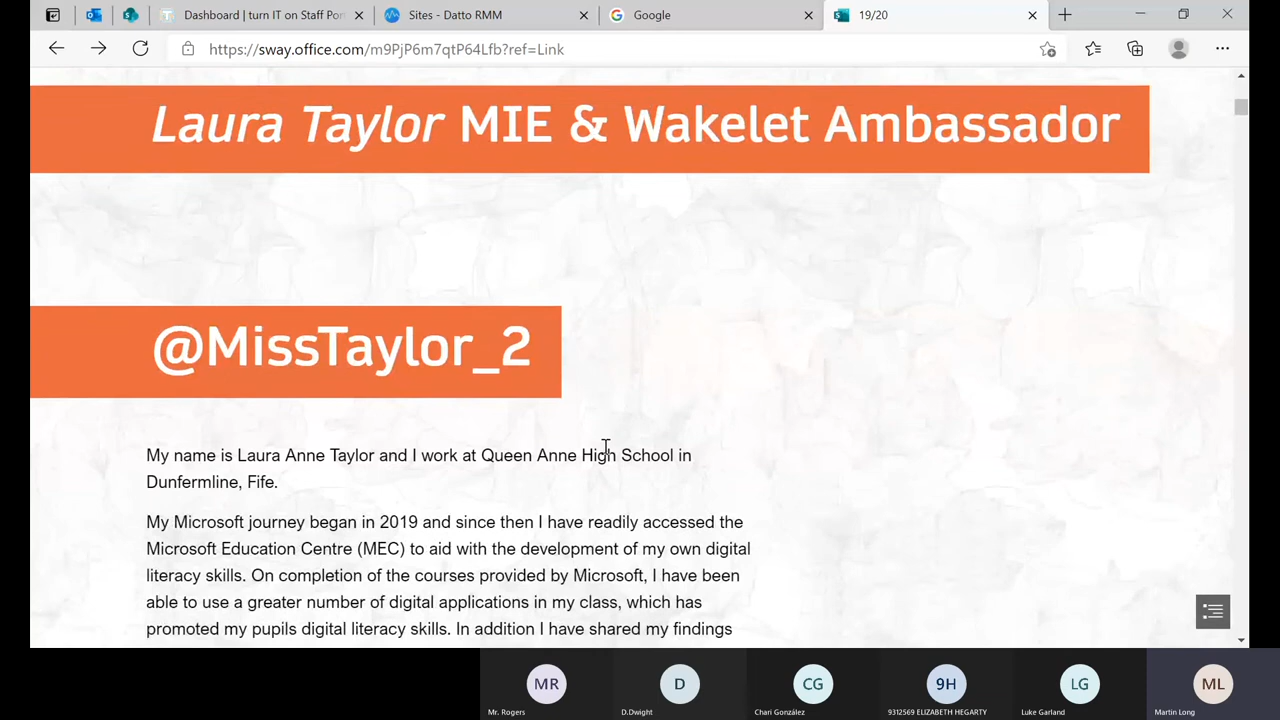 Dashboard | turn IT on Staff Por
Sites - Datto RMM
Google
19/20
https://sway.office.com/m9PjP6m7qtP64Lfb?ref=Link
Laura Taylor MIE & Wakelet Ambassador
@MissTaylor_2
My name is Laura Anne Taylor and I work at Queen Anne High School in
Dunfermline, Fife.
My Microsoft journey began in 2019 and since then I have readily accessed the
Microsoft Education Centre (MEC) to aid with the development of my own digital
literacy skills. On completion of the courses provided by Microsoft, I have been
able to use a greater number of digital applications in my class, which has
promoted my pupils digital literacy skills. In addition I have shared my findings
MR
D
CG
9H
LG
ML
Mr. Rogers
D.Dwight
Chari González
9312569 ELIZABETH HEGARTY
Luke Garland
Martin Long